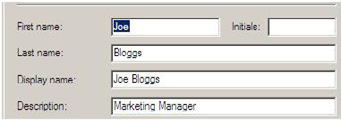 First name: Joe Initials:
Last name: Bloggs
Display name: Joe Bloggs
Description: Marketing Manager